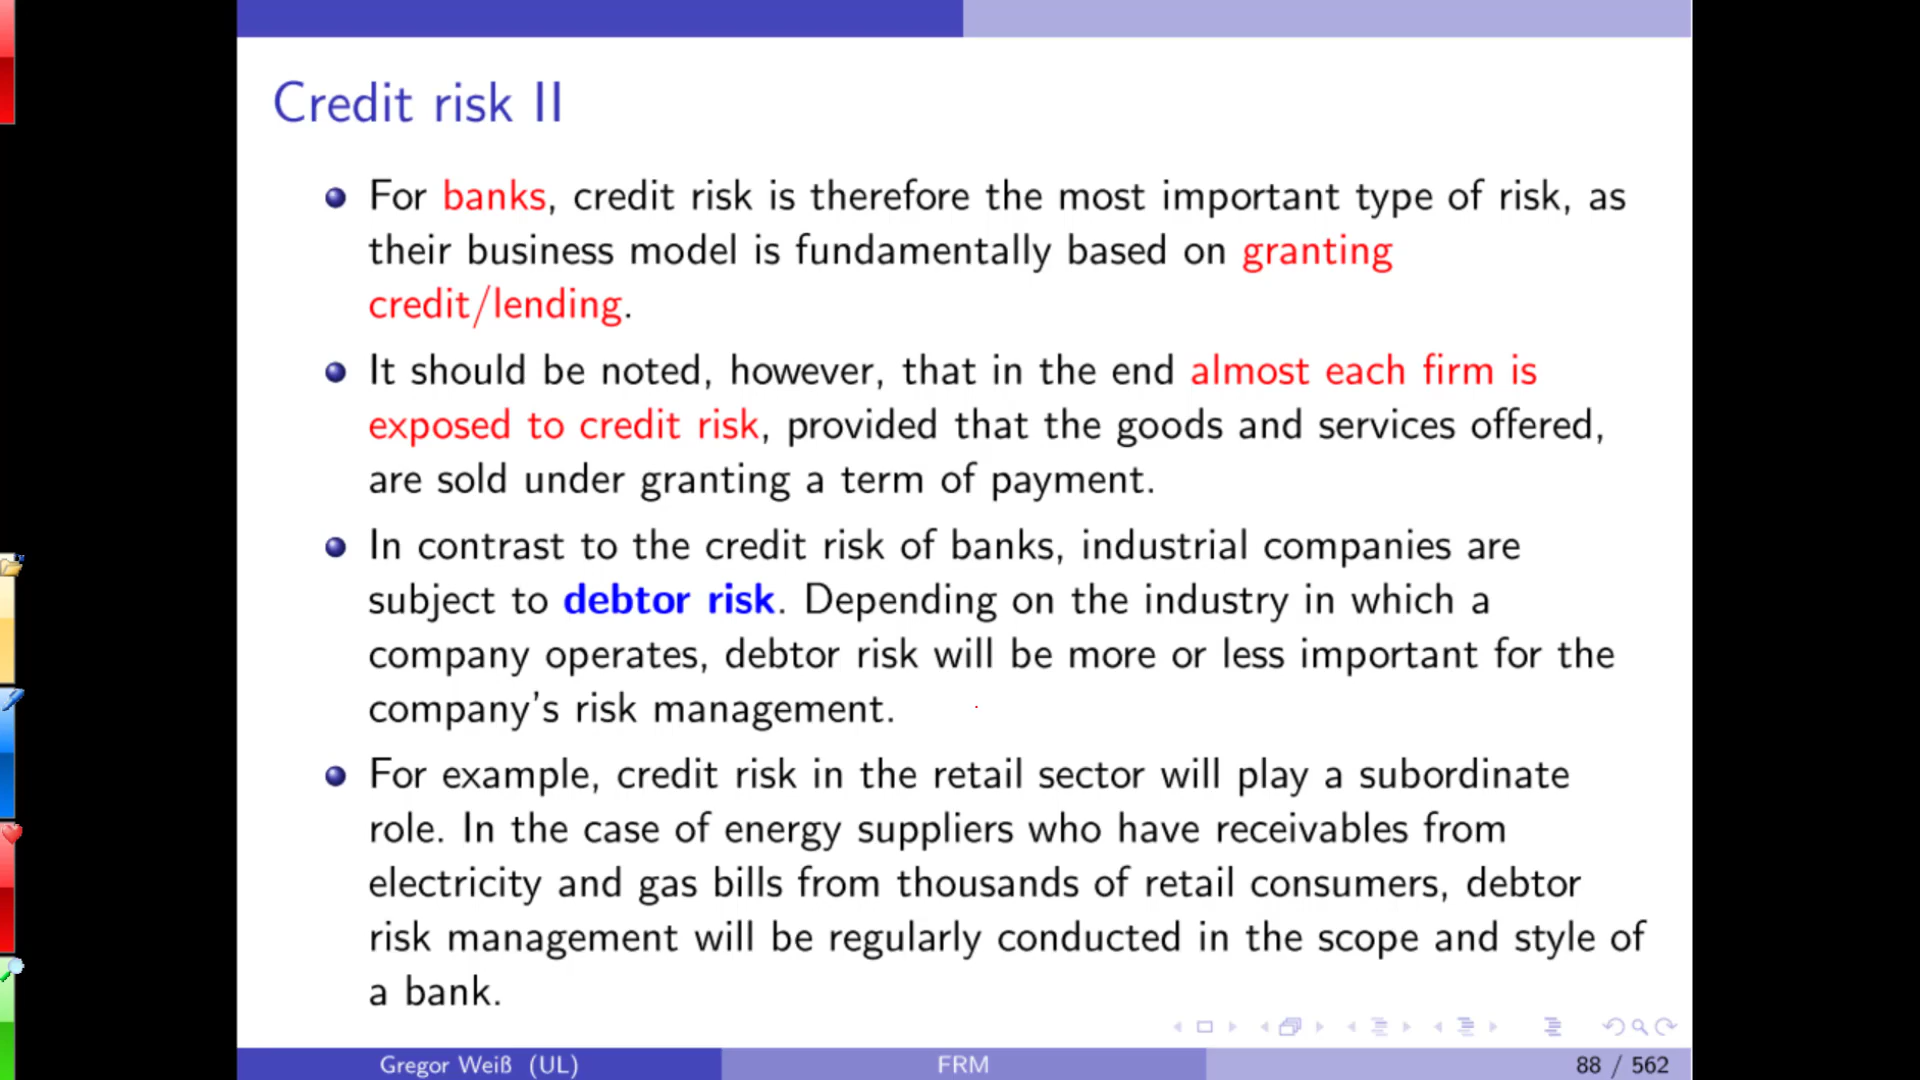 Credit risk II
For banks, credit risk is therefore the most important type of risk, as
their business model is fundamentally based on granting
credit/lending.
It should be noted, however, that in the end almost each firm is
exposed to credit risk, provided that the goods and services offered,
are sold under granting a term of payment.
In contrast to the credit risk of banks, industrial companies are
subject to debtor risk. Depending on the industry in which a
company operates, debtor risk will be more or less important for the
company's risk management.
For example, credit risk in the retail sector will play a subordinate
role. In the case of energy suppliers who have receivables from
electricity and gas bills from thousands of retail consumers, debtor
risk management will be regularly conducted in the scope and style of
a bank.
Gregor Weiß (UL) FRM 88 / 562